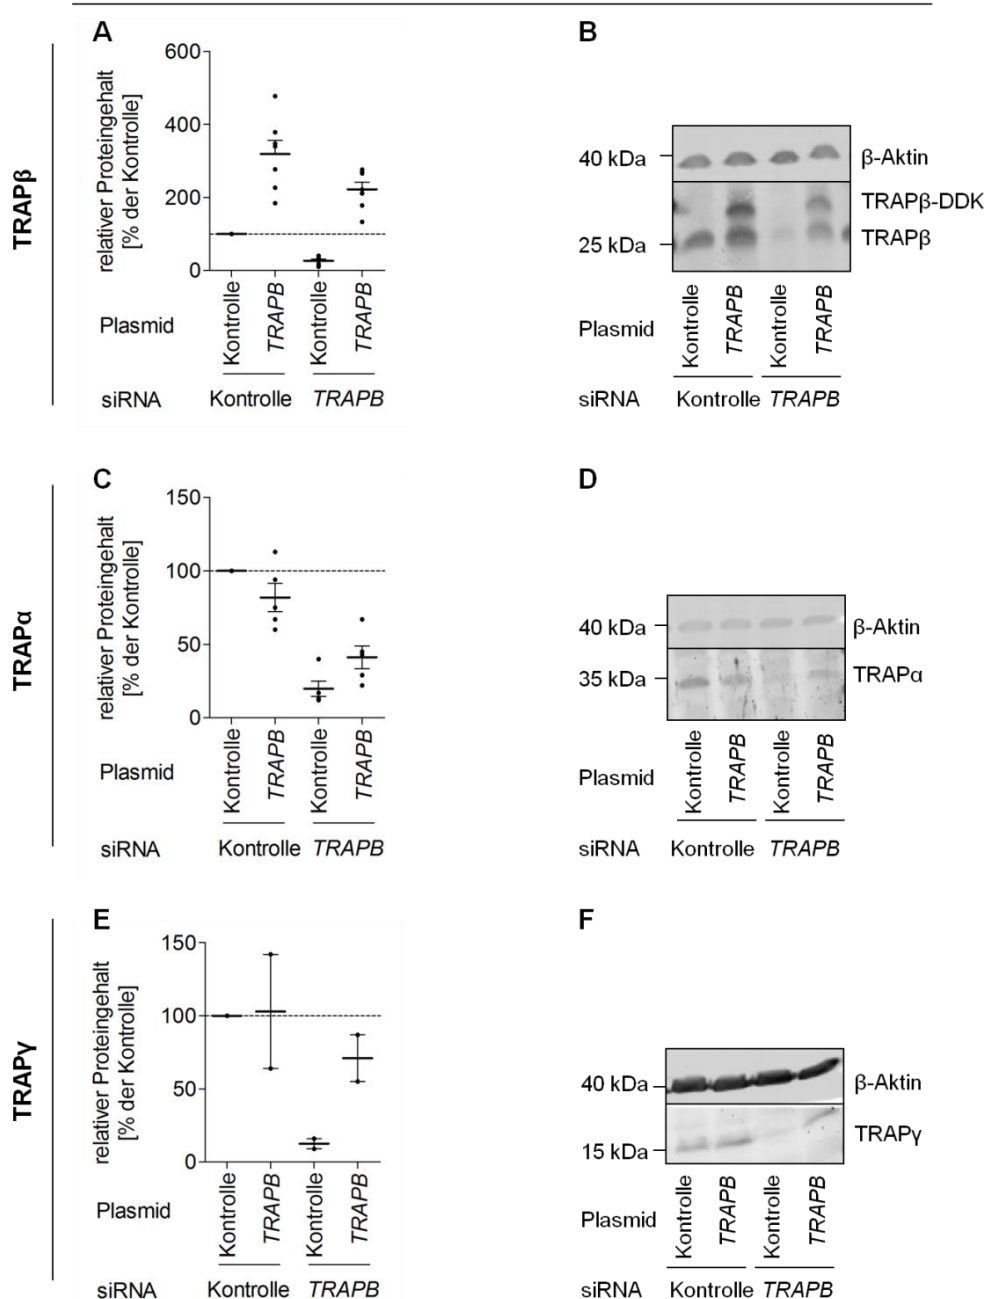 TRAPβ
A
relativer Proteingehalt
[% der Kontrolle]
600
400
200
0
Plasmid
Kontrolle
TRAPB
Kontrolle
TRAPB
siRNA
Kontrolle
TRAPB
B
40 kDa
β-Aktin
TRAPβ-DDK
25 kDa
TRAPβ
Plasmid
Kontrolle
TRAPB
Kontrolle
TRAPB
siRNA
Kontrolle
TRAPB
TRAPα
C
relativer Proteingehalt
[% der Kontrolle]
150
100
50
0
Plasmid
Kontrolle
TRAPB
Kontrolle
TRAPB
siRNA
Kontrolle
TRAPB
D
40 kDa
β-Aktin
35 kDa
TRAPα
Plasmid
Kontrolle
TRAPB
Kontrolle
TRAPB
siRNA
Kontrolle
TRAPB
TRAPγ
E
relativer Proteingehalt
[% der Kontrolle]
150
100
50
0
Plasmid
Kontrolle
TRAPB
Kontrolle
TRAPB
siRNA
Kontrolle
TRAPB
F
40 kDa
β-Aktin
15 kDa
TRAPγ
Plasmid
Kontrolle
TRAPB
Kontrolle
TRAPB
siRNA
Kontrolle
TRAPB